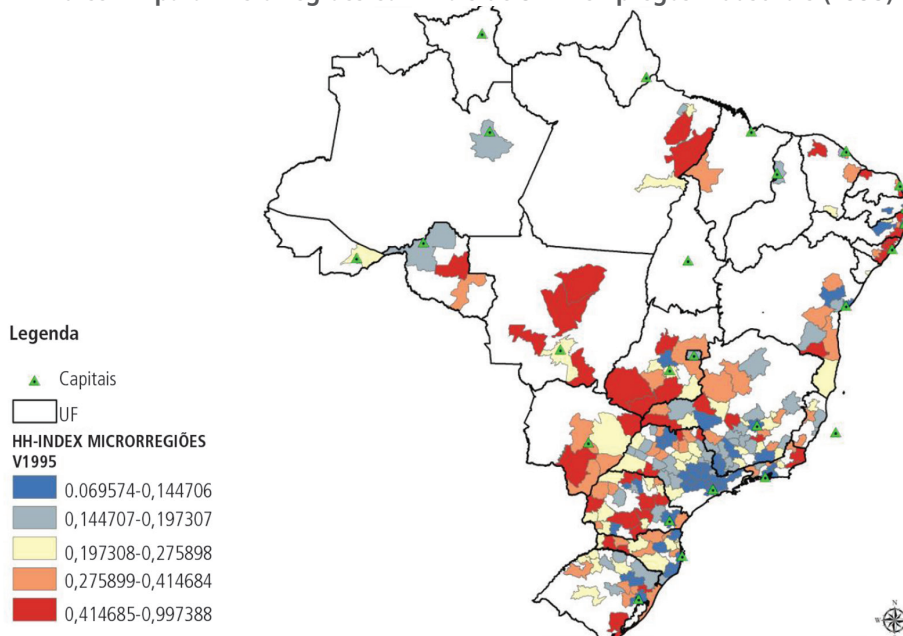 Legenda
Capitais
UF
HH-INDEX MICRORREGIÕES
V1995
0.069574-0,144706
0,144707-0,197307
0,197308-0,275898
0,275899-0,414684
0,414685-0,997388
N
W